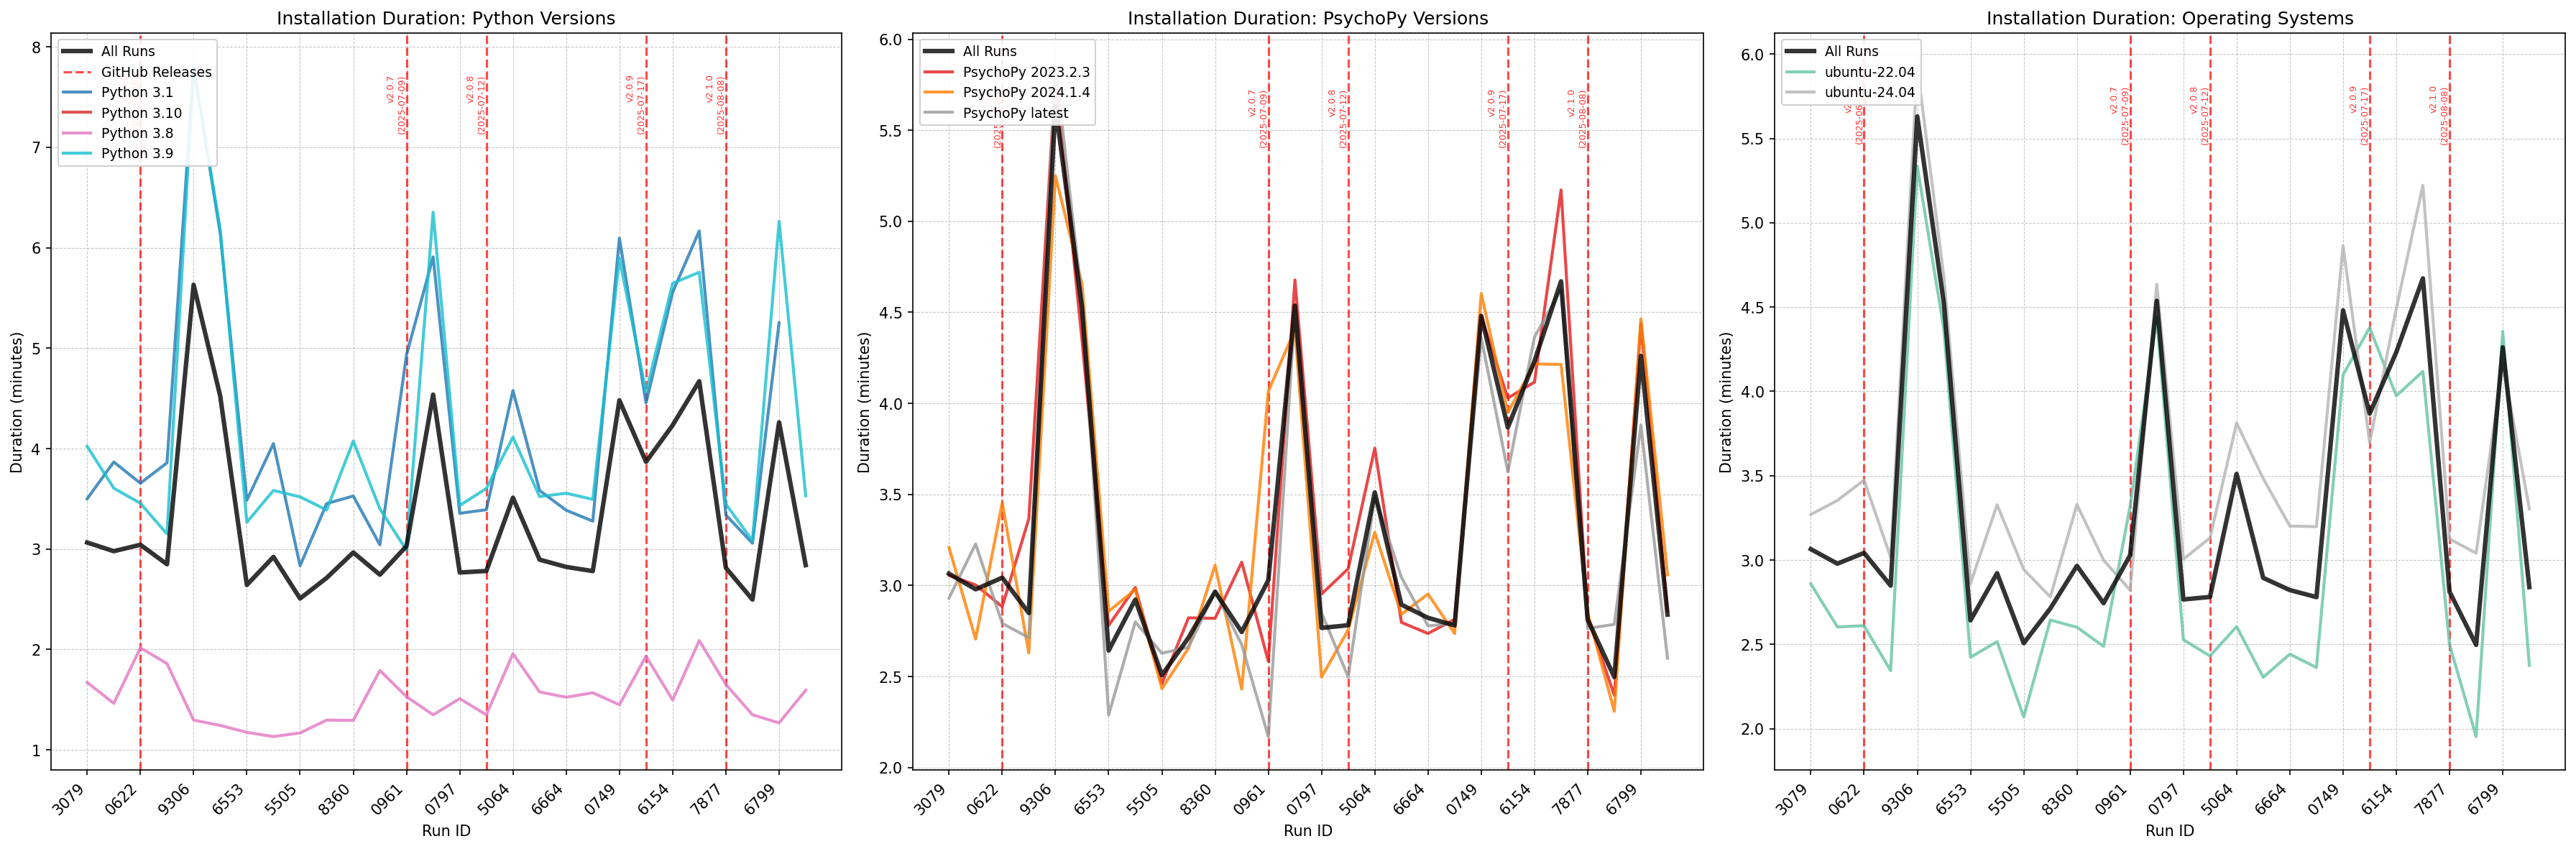 Installation Duration: Python Versions
All Runs
GitHub Releases
Python 3.1
Python 3.10
Python 3.8
Python 3.9
v2.0.7
(2025-07-09)
v2.0.8
(2025-07-12)
v2.0.9
(2025-07-17)
v2.1.0
(2025-08-08)
8
7
6
5
4
3
2
1
Duration (minutes)
3079
0622
9306
6553
5505
8360
0961
0797
5064
6664
0749
6154
7877
6799
Run ID
Installation Duration: PsychoPy Versions
All Runs
PsychoPy 2023.2.3
PsychoPy 2024.1.4
PsychoPy latest
v2.0.7
(2025-07-09)
v2.0.8
(2025-07-12)
v2.0.9
(2025-07-17)
v2.1.0
(2025-08-08)
6.0
5.5
5.0
4.5
4.0
3.5
3.0
2.5
2.0
Duration (minutes)
3079
0622
9306
6553
5505
8360
0961
0797
5064
6664
0749
6154
7877
6799
Run ID
Installation Duration: Operating Systems
All Runs
ubuntu-22.04
ubuntu-24.04
v2.0.7
(2025-07-09)
v2.0.8
(2025-07-12)
v2.0.9
(2025-07-17)
v2.1.0
(2025-08-08)
6.0
5.5
5.0
4.5
4.0
3.5
3.0
2.5
2.0
Duration (minutes)
3079
0622
9306
6553
5505
8360
0961
0797
5064
6664
0749
6154
7877
6799
Run ID